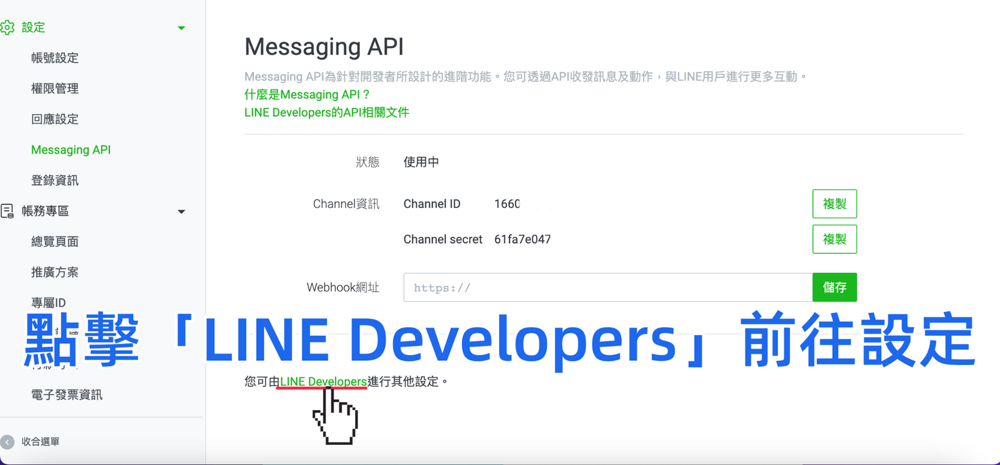 設定
帳號設定
權限管理
回應設定
Messaging API
登錄資訊
帳務專區
總覽頁面
推廣方案
專屬ID
電子發票資訊
收合選單
Messaging API
Messaging API為針對開發者所設計的進階功能。您可透過API收發訊息及動作，與LINE用戶進行更多互動。
什麼是Messaging API？
LINE Developers的API相關文件
狀態 使用中
Channel資訊 Channel ID 1660 複製
Channel secret 61fa7e047 複製
Webhook網址 https:// 儲存
點擊「LINE Developers」前往設定
您可由LINE Developers進行其他設定。